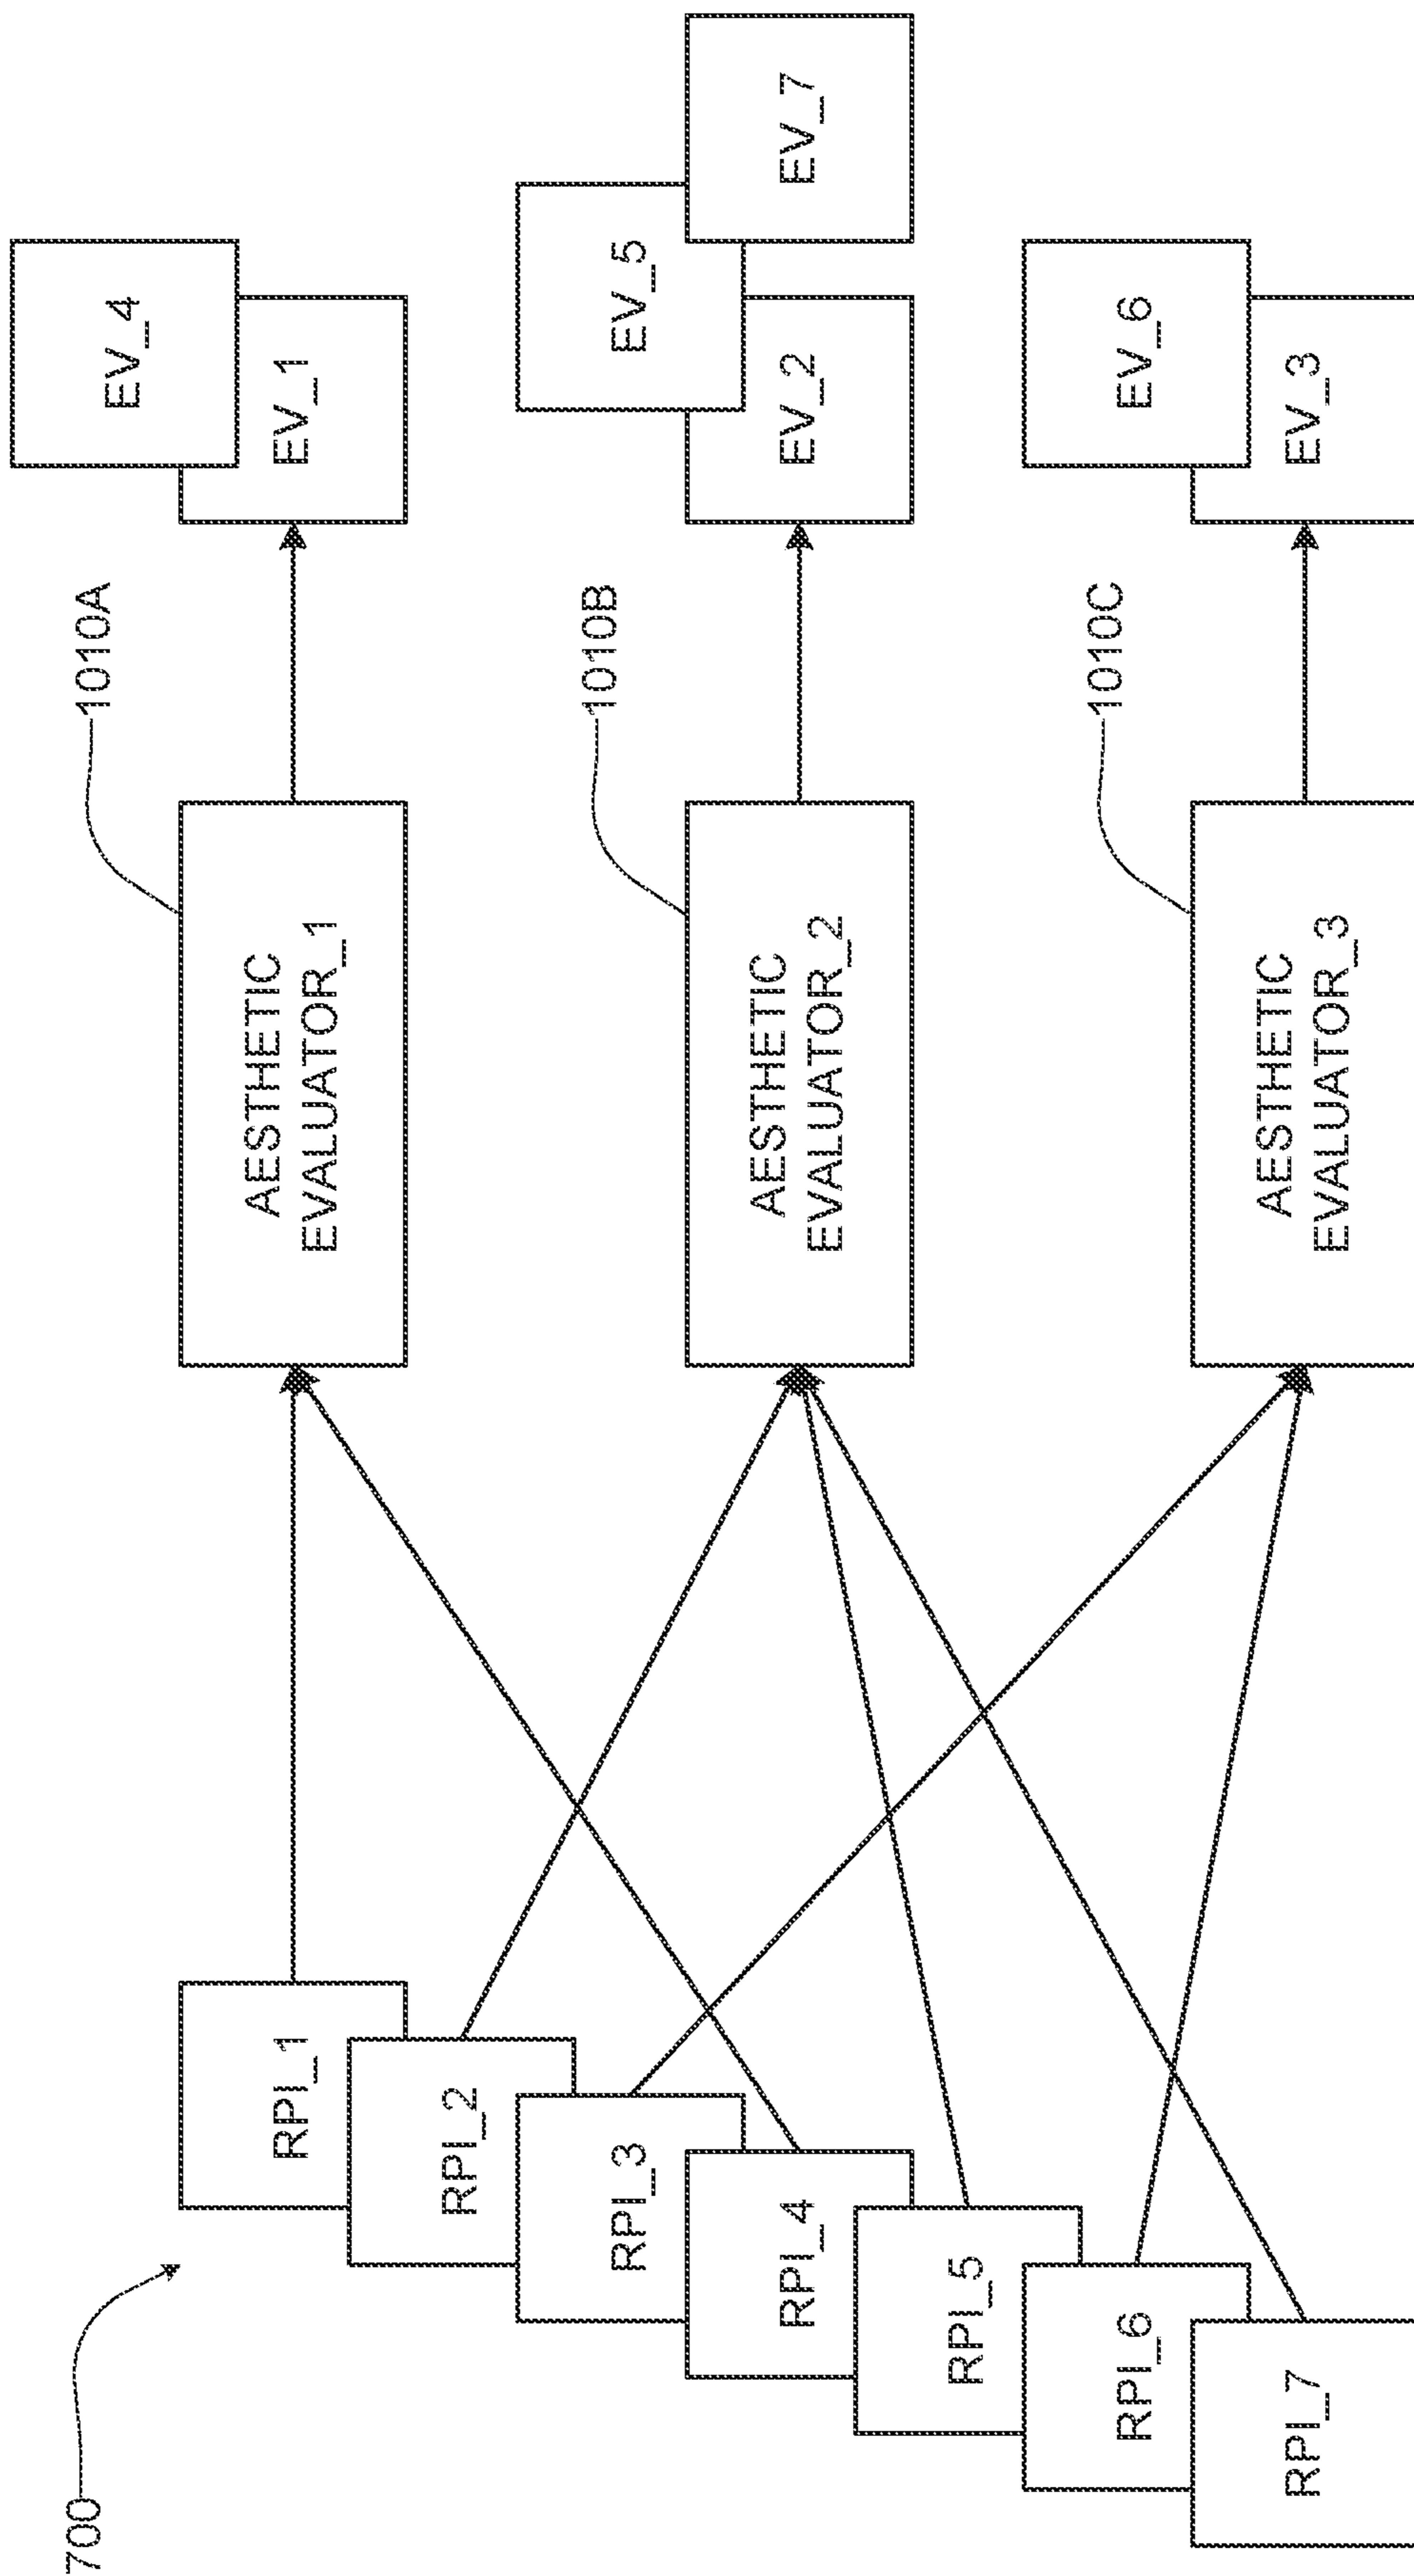 700
RPI_1
RPI_2
RPI_3
RPI_4
RPI_5
RPI_6
RPI_7
1010A
AESTHETIC
EVALUATOR_1
1010B
AESTHETIC
EVALUATOR_2
1010C
AESTHETIC
EVALUATOR_3
EV_4
EV_1
EV_5
EV_7
EV_2
EV_6
EV_3